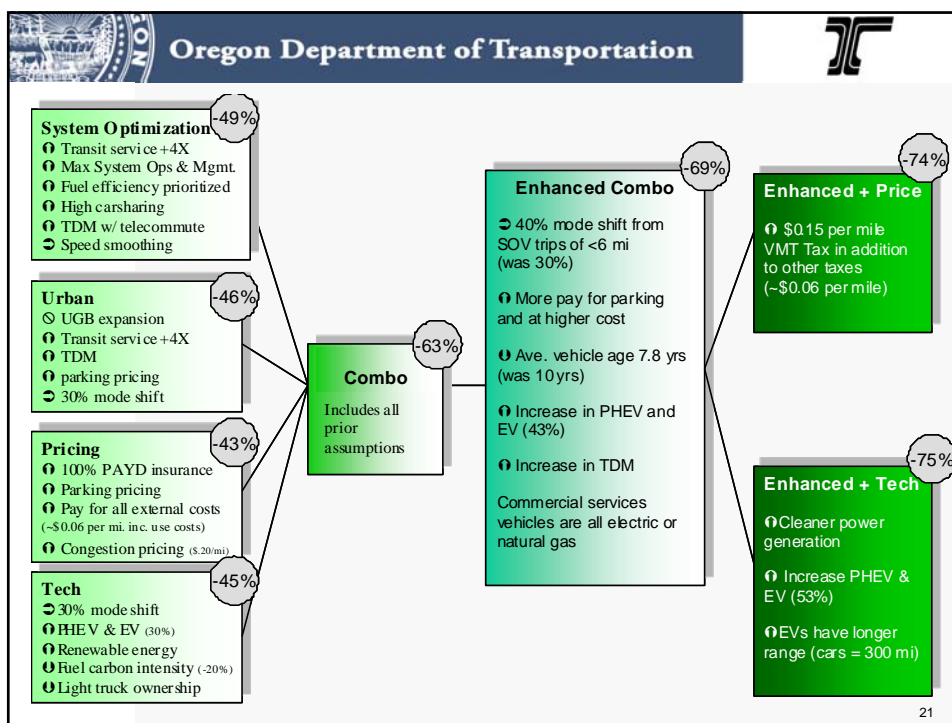 ON
Oregon Department of Transportation
-49%
System Optimization
Transit service +4X
Max System Ops & Mgmt.
Fuel efficiency prioritized
High carsharing
TDM w/ telecommute
➲ Speed smoothing
-46%
Urban
UGB expansion
Transit service +4X
TDM
parking pricing
➲ 30% mode shift
-43%
Pricing
100% PAYD insurance
Parking pricing
Pay for all external costs
(~$0.06 per mi. inc. use costs)
Congestion pricing ($.20/mi)
-45%
Tech
➲ 30% mode shift
PHEV & EV (30%)
Renewable energy
Fuel carbon intensity (-20%)
Light truck ownership
-63%
Combo
Includes all
prior
assumptions
-69%
Enhanced Combo
➲ 40% mode shift from
SOV trips of <6 mi
(was 30%)
More pay for parking
and at higher cost
Ave. vehicle age 7.8 yrs
(was 10 yrs)
Increase in PHEV and
EV (43%)
Increase in TDM
Commercial services
vehicles are all electric or
natural gas
-74%
Enhanced + Price
$0.15 per mile
VMT Tax in addition
to other taxes
(~$0.06 per mile)
-75%
Enhanced + Tech
Cleaner power
generation
Increase PHEV &
EV (53%)
EVs have longer
range (cars = 300 mi)
21